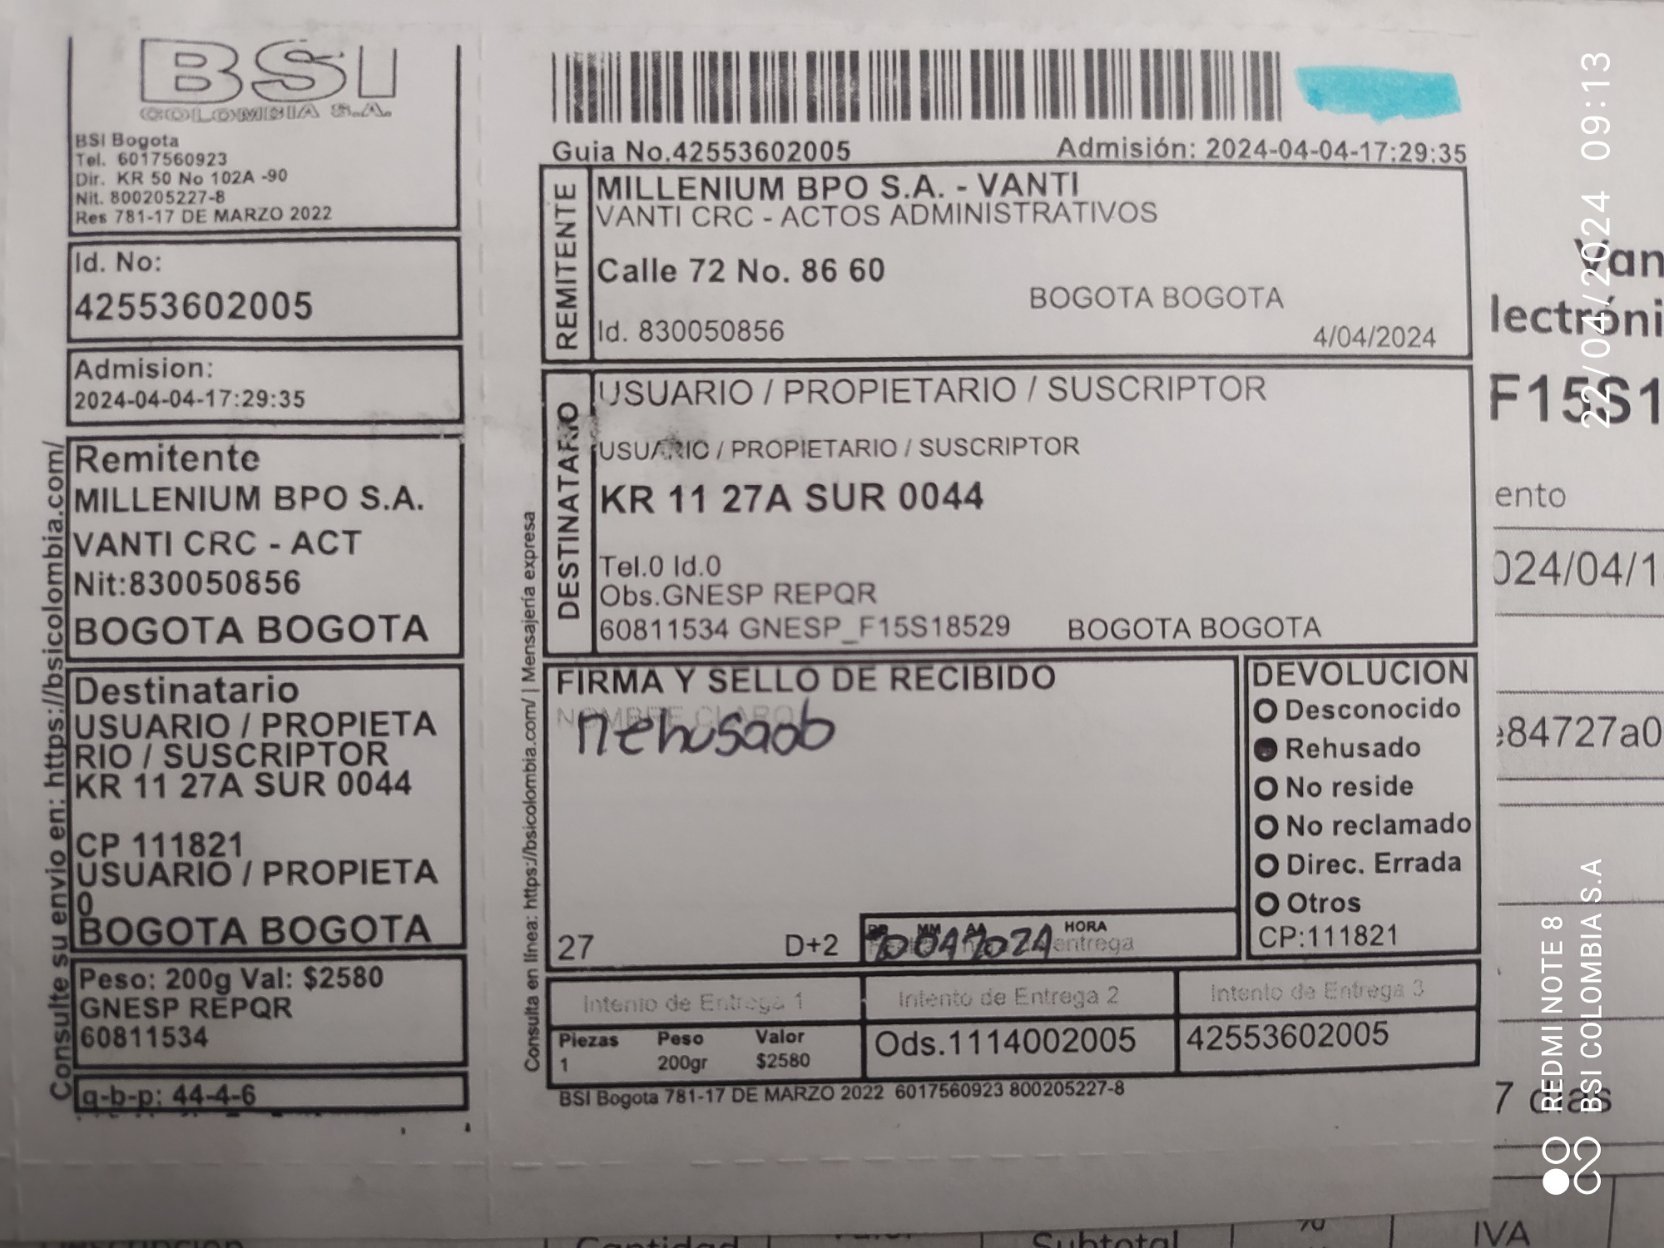 BSI
COLOMBIA S.A.
BSI Bogota
Tel. 6017560923
Dir. KR 50 No 102A -90
Nit. 800205227-8
Res 781-17 DE MARZO 2022
Id. No:
42553602005
Admision:
2024-04-04-17:29:35
Remitente
MILLENIUM BPO S.A.
VANTI CRC - ACT
Nit:830050856
BOGOTA BOGOTA
Destinatario
USUARIO / PROPIETA
RIO / SUSCRIPTOR
KR 11 27A SUR 0044
CP 111821
USUARIO / PROPIETA
0
BOGOTA BOGOTA
Peso: 200g Val: $2580
GNESP REPQR
60811534
q-b-p: 44-4-6
Consulte su envio en: https://bsicolombia.com/
Guia No.42553602005 Admisión: 2024-04-04-17:29:35
REMITENTE
MILLENIUM BPO S.A. - VANTI
VANTI CRC - ACTOS ADMINISTRATIVOS
Calle 72 No. 86 60
BOGOTA BOGOTA
Id. 830050856 4/04/2024
DESTINATARIO
USUARIO / PROPIETARIO / SUSCRIPTOR
USUARIO / PROPIETARIO / SUSCRIPTOR
KR 11 27A SUR 0044
Tel.0 Id.0
Obs.GNESP REPQR
60811534 GNESP_F15S18529 BOGOTA BOGOTA
FIRMA Y SELLO DE RECIBIDO
NOMBRE CLARO
DEVOLUCION
Desconocido
Rehusado
No reside
No reclamado
Direc. Errada
Otros
CP:111821
27 D+2
HORA
entrega
Intento de Entrega 1 Intento de Entrega 2 Intento de Entrega 3
Piezas Peso Valor
1 200gr $2580
Ods.1114002005 42553602005
BSI Bogota 781-17 DE MARZO 2022 6017560923 800205227-8
Consulta en línea: https://bsicolombia.com/ | Mensajería expresa
Van
lectróni
F15S1
ento
024/04/1
e84727a0
7 días
Cantidad
Subtotal
%
IVA
22/04/2024 09:13
REDMI NOTE 8
BSI COLOMBIA S.A